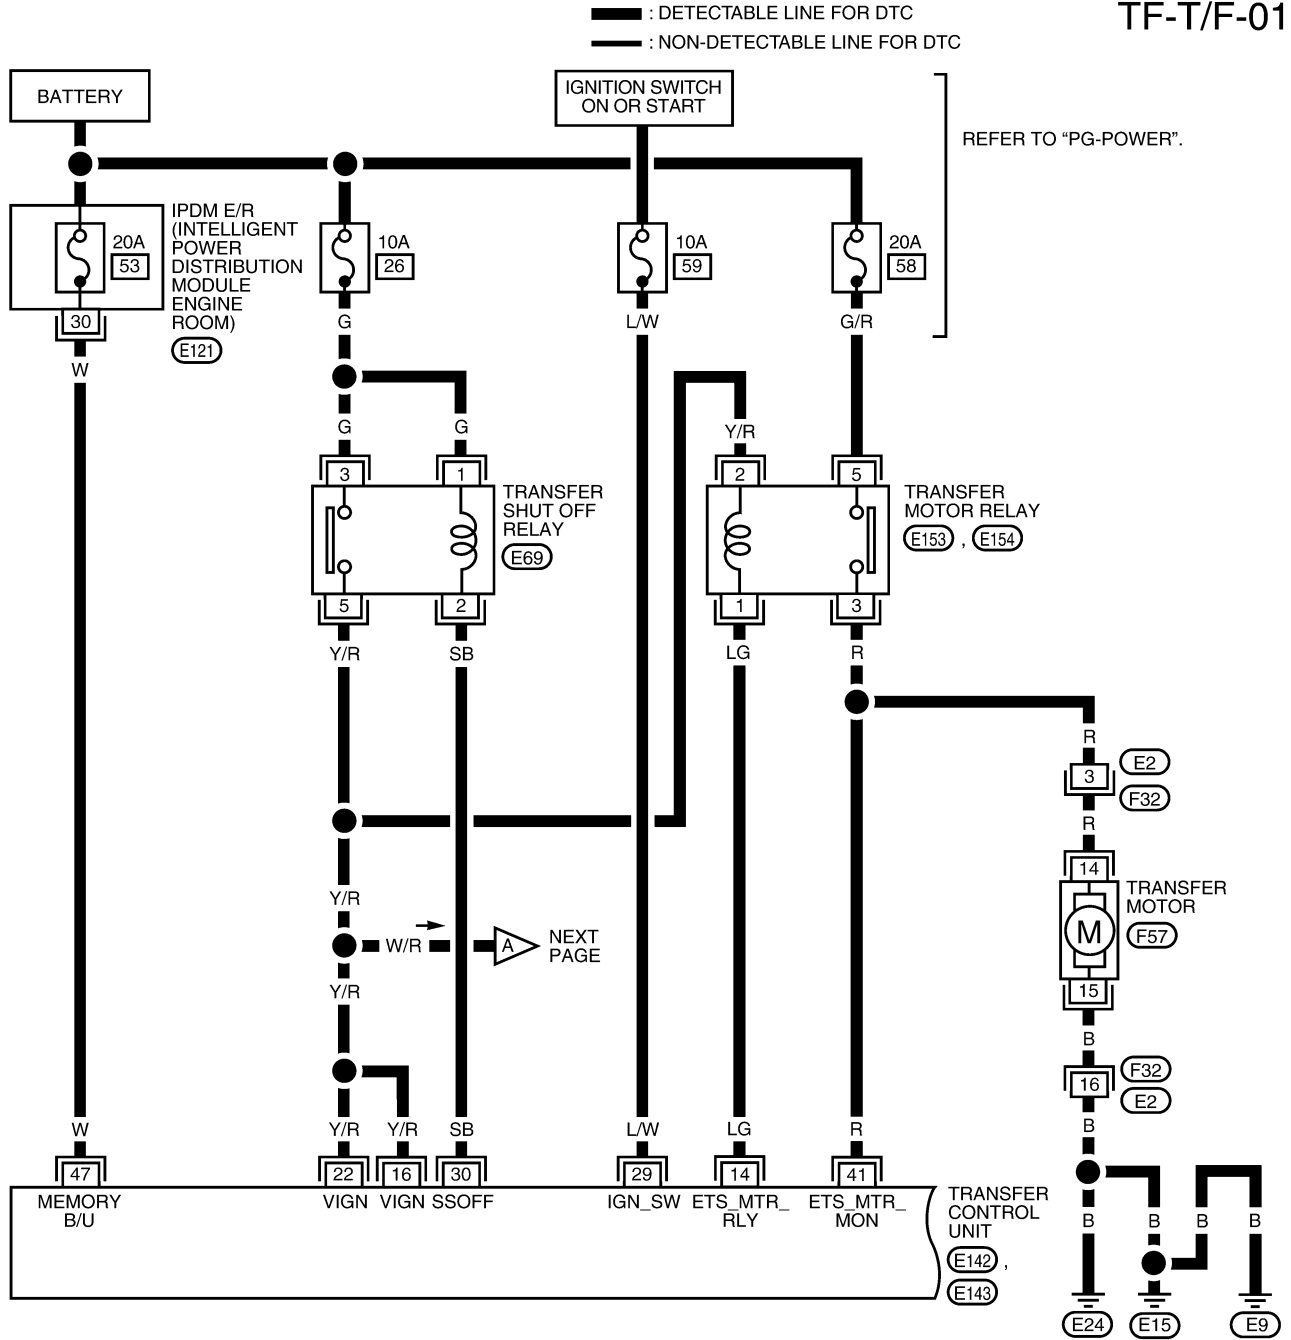 : DETECTABLE LINE FOR DTC
: NON-DETECTABLE LINE FOR DTC
TF-T/F-01
BATTERY
IGNITION SWITCH
ON OR START
REFER TO “PG-POWER”.
IPDM E/R
(INTELLIGENT
POWER
DISTRIBUTION
MODULE
ENGINE
ROOM)
E121
20A
53
10A
26
10A
59
20A
58
30
W
G
L/W
G/R
G
G
Y/R
3
1
2
5
TRANSFER
SHUT OFF
RELAY
E69
TRANSFER
MOTOR RELAY
E153 , E154
5
2
1
3
Y/R
SB
LG
R
R
3
E2
F32
R
14
TRANSFER
MOTOR
F57
M
15
B
16
F32
E2
B
Y/R
W/R
A
NEXT
PAGE
Y/R
W
Y/R
Y/R
SB
L/W
LG
R
47
22
16
30
29
14
41
MEMORY
B/U
VIGN
VIGN
SSOFF
IGN_SW
ETS_MTR_
RLY
ETS_MTR_
MON
TRANSFER
CONTROL
UNIT
E142 ,
E143
B
B
B
B
E24
E15
E9